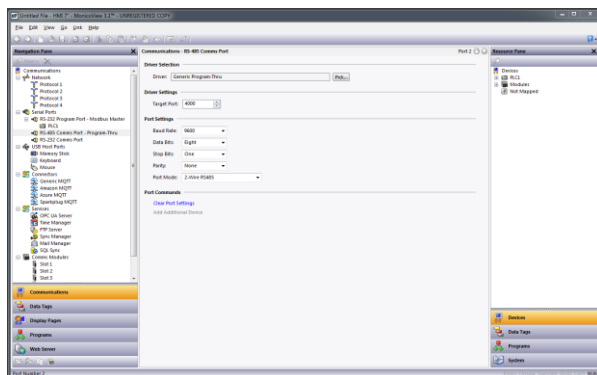 Untitled File - HMI 7" - MonsoView 3.1™ - UNREGISTERED COPY
File Edit View Go Link Help
Navigation Pane
Communications - RS-485 Comms Port
Port 2
Resource Pane
Communications
Network
Protocol 1
Protocol 2
Protocol 3
Protocol 4
Serial Ports
RS-232 Program Port - Modbus Master
PLC1
RS-485 Comms Port - Program-Thru
RS-232 Comms Port
USB Host Ports
Memory Stick
Keyboard
Mouse
Connectors
Generic MQTT
Amazon MQTT
Azure MQTT
Sparkplug MQTT
Services
OPC UA Server
Time Manager
FTP Server
Sync Manager
Mail Manager
SQL Sync
Comms Modules
Slot 1
Slot 2
Slot 3
Communications
Data Tags
Display Pages
Programs
Web Server
Driver Selection
Driver: Generic Program-Thru Pick...
Driver Settings
Target Port: 4000
Port Settings
Baud Rate: 9600
Data Bits: Eight
Stop Bits: One
Parity: None
Port Mode: 2-Wire RS485
Port Commands
Clear Port Settings
Add Additional Device
Devices
PLC1
Modules
Not Mapped
Devices
Data Tags
Programs
System
Port Number 2